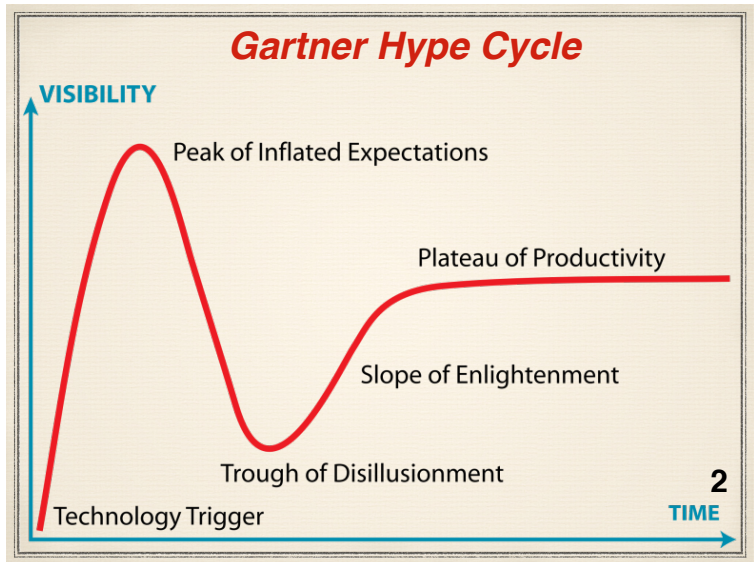 Gartner Hype Cycle
VISIBILITY
Peak of Inflated Expectations
Plateau of Productivity
Slope of Enlightenment
Trough of Disillusionment
2
Technology Trigger
TIME